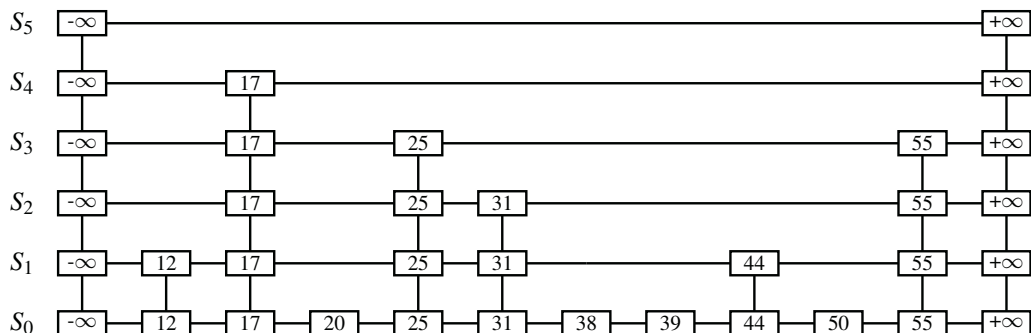 S5 -∞ +∞
S4 -∞ 17 +∞
S3 -∞ 17 25 55 +∞
S2 -∞ 17 25 31 55 +∞
S1 -∞ 12 17 25 31 44 55 +∞
S0 -∞ 12 17 20 25 31 38 39 44 50 55 +∞